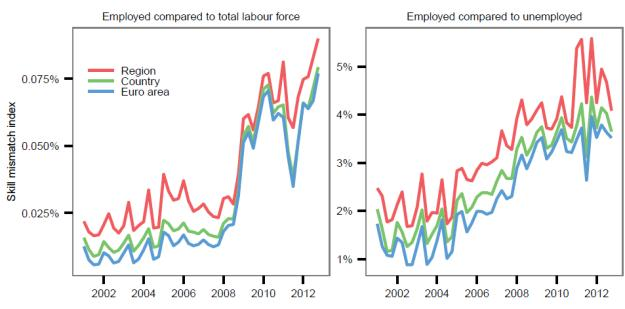 Employed compared to total labour force
Employed compared to unemployed
Skill mismatch index
0.075%
0.050%
0.025%
Region
Country
Euro area
2002 2004 2006 2008 2010 2012
5%
4%
3%
2%
1%
2002 2004 2006 2008 2010 2012